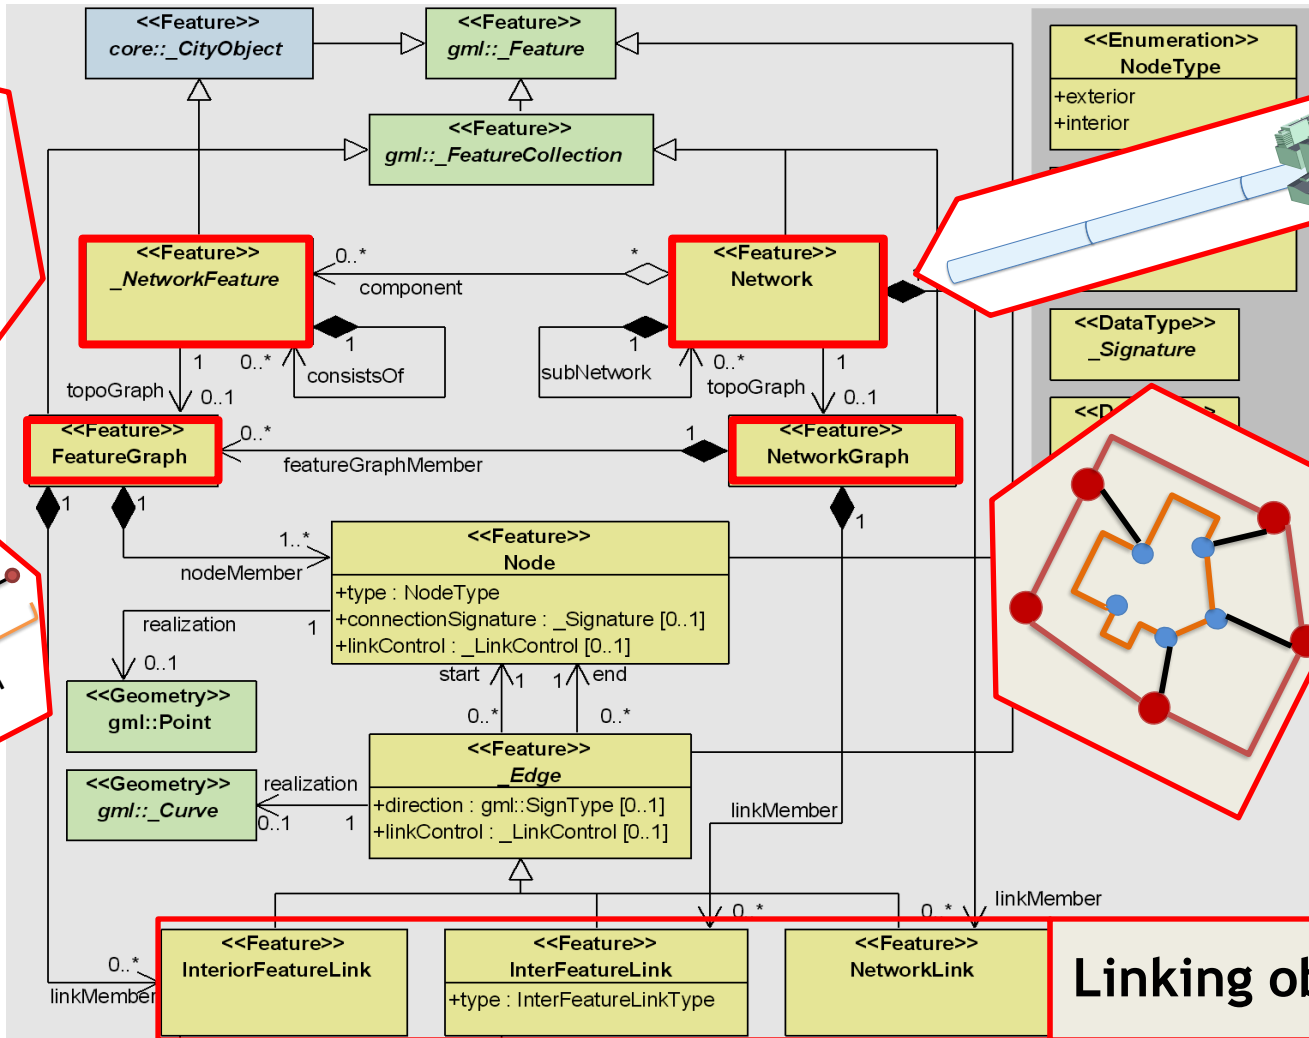 <<Feature>>
core::_CityObject
<<Feature>>
gml::_Feature
<<Enumeration>>
NodeType
+exterior
+interior
<<Feature>>
gml::_FeatureCollection
<<Feature>>
_NetworkFeature
0..*
component
*
<<Feature>>
Network
1
consistsOf
0..*
1
subNetwork
0..*
<<DataType>>
_Signature
1
topoGraph
0..1
1
topoGraph
0..1
<<Feature>>
FeatureGraph
0..*
featureGraphMember
1
<<Feature>>
NetworkGraph
1
1
1
1..*
nodeMember
<<Feature>>
Node
+type : NodeType
+connectionSignature : _Signature [0..1]
+linkControl : _LinkControl [0..1]
realization
1
0..1
start
1
1
end
<<Geometry>>
gml::Point
0..*
0..*
<<Feature>>
_Edge
+direction : gml::SignType [0..1]
+linkControl : _LinkControl [0..1]
<<Geometry>>
gml::_Curve
realization
0..1
1
linkMember
linkMember
0..*
0..*
0..*
linkMember
<<Feature>>
InteriorFeatureLink
<<Feature>>
InterFeatureLink
+type : InterFeatureLinkType
<<Feature>>
NetworkLink
Linking